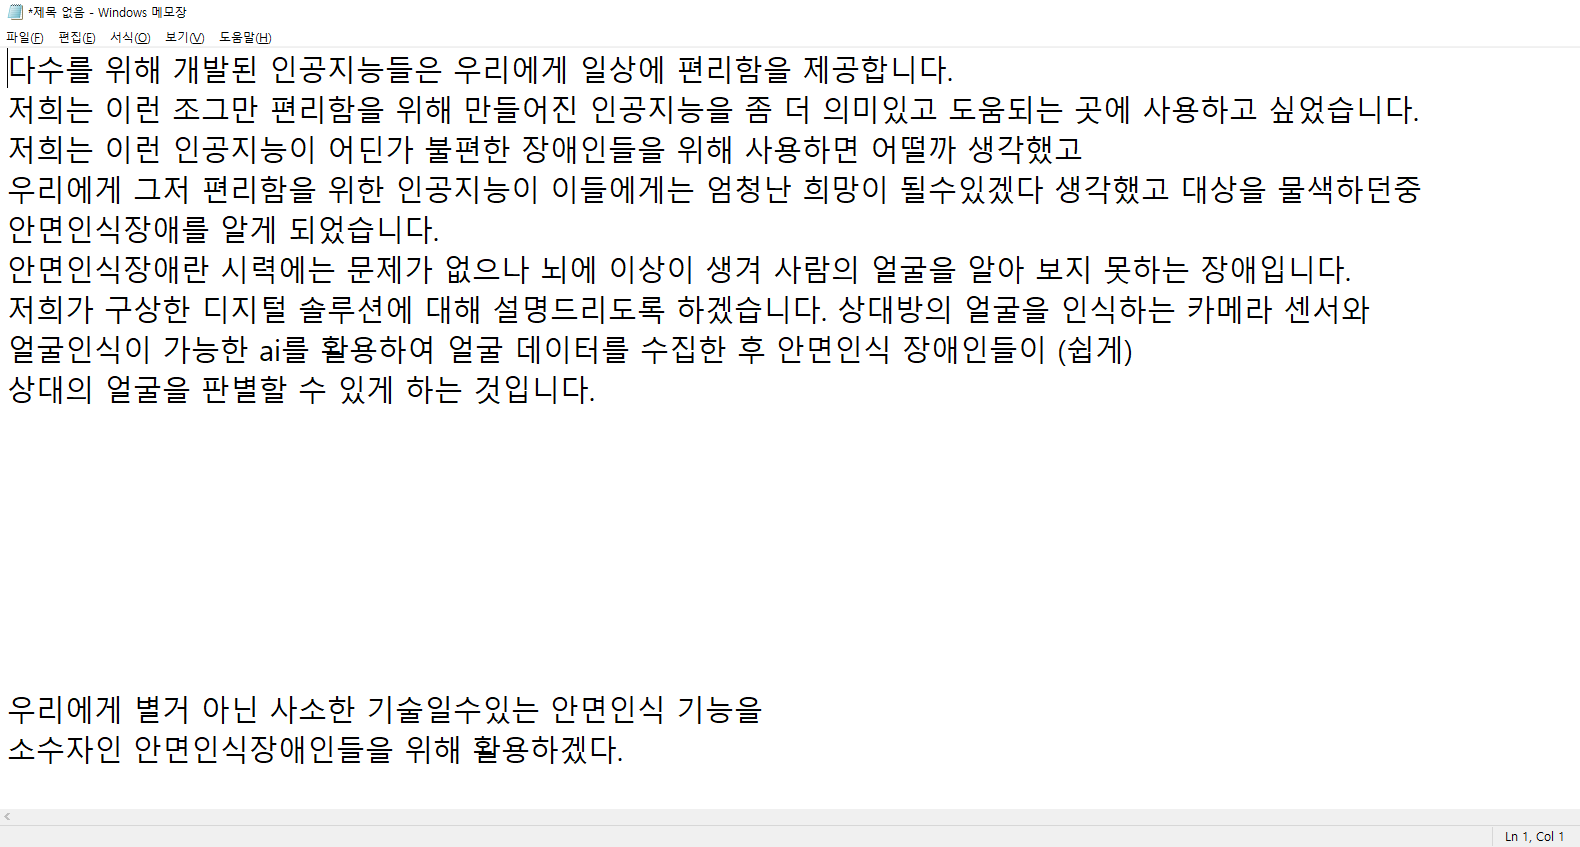 *제목 없음 - Windows 메모장
파일(F) 편집(E) 서식(O) 보기(V) 도움말(H)
다수를 위해 개발된 인공지능들은 우리에게 일상에 편리함을 제공합니다.
저희는 이런 조그만 편리함을 위해 만들어진 인공지능을 좀 더 의미있고 도움되는 곳에 사용하고 싶었습니다.
저희는 이런 인공지능이 어딘가 불편한 장애인들을 위해 사용하면 어떨까 생각했고
우리에게 그저 편리함을 위한 인공지능이 이들에게는 엄청난 희망이 될수있겠다 생각했고 대상을 물색하던중
안면인식장애를 알게 되었습니다.
안면인식장애란 시력에는 문제가 없으나 뇌에 이상이 생겨 사람의 얼굴을 알아 보지 못하는 장애입니다.
저희가 구상한 디지털 솔루션에 대해 설명드리도록 하겠습니다. 상대방의 얼굴을 인식하는 카메라 센서와
얼굴인식이 가능한 ai를 활용하여 얼굴 데이터를 수집한 후 안면인식 장애인들이 (쉽게)
상대의 얼굴을 판별할 수 있게 하는 것입니다.
우리에게 별거 아닌 사소한 기술일수있는 안면인식 기능을
소수자인 안면인식장애인들을 위해 활용하겠다.
Ln 1, Col 1